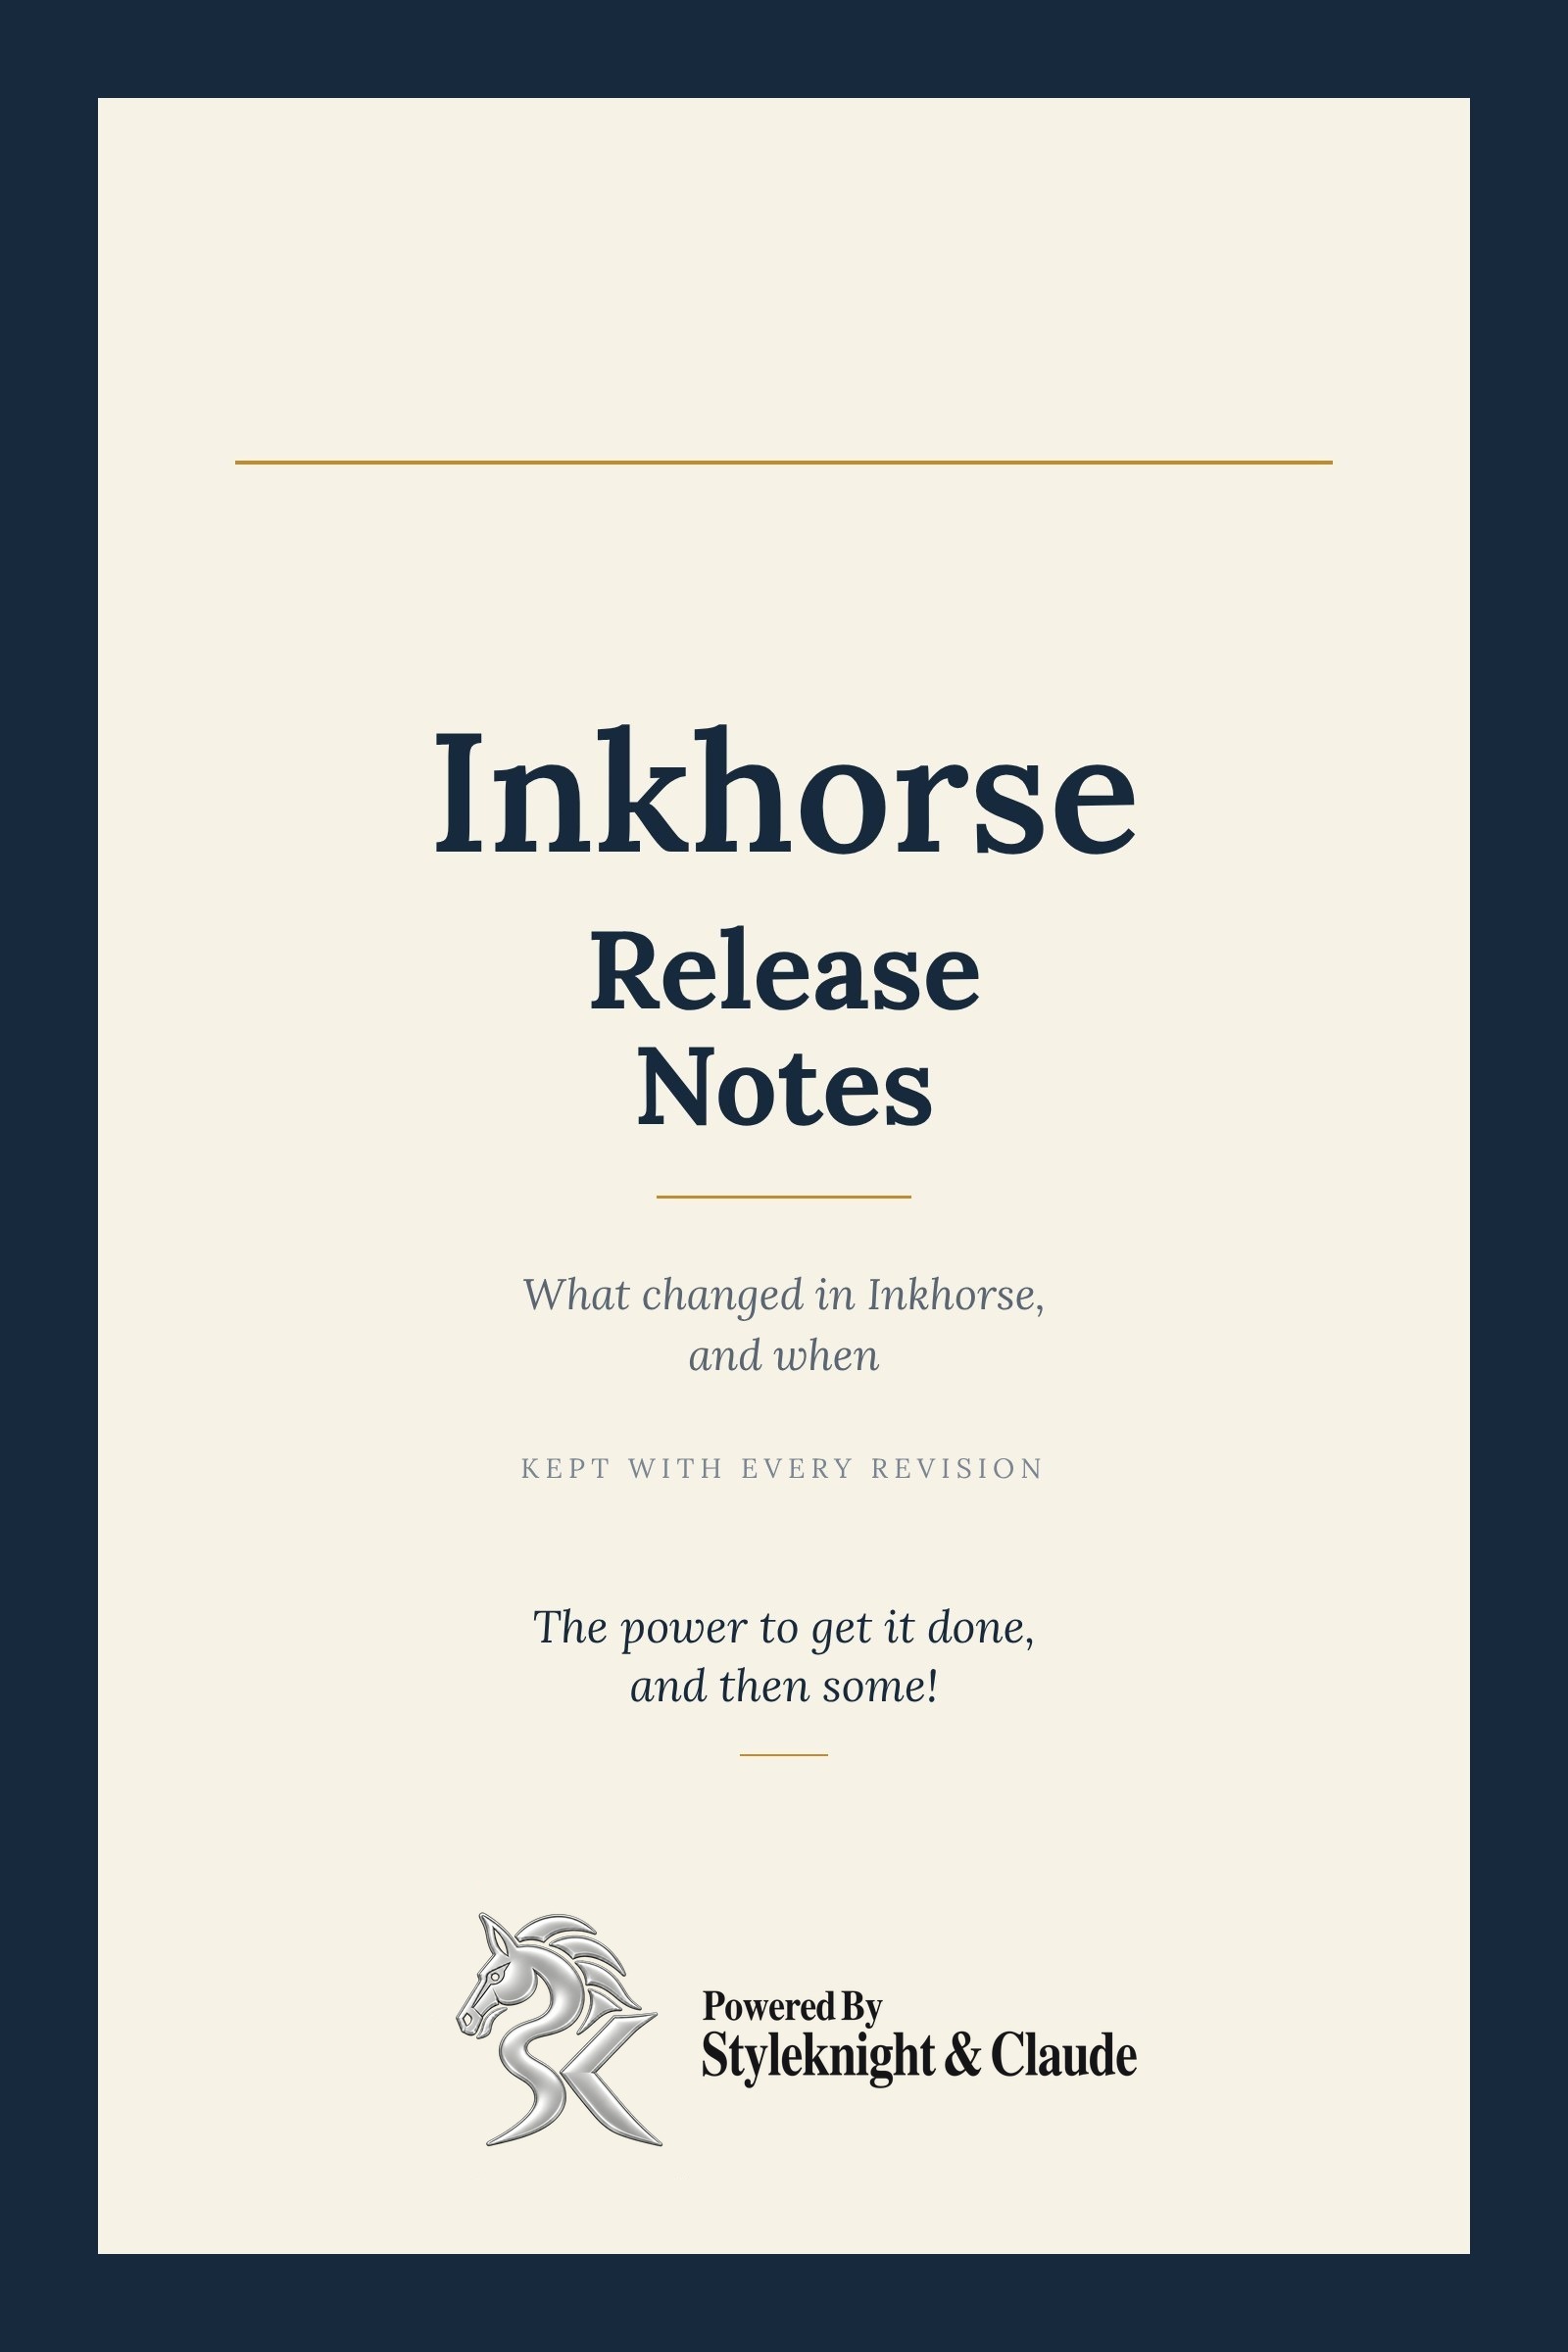 Inkhorse
Release
Notes
What changed in Inkhorse,
and when
KEPT WITH EVERY REVISION
The power to get it done,
and then some!
Powered By
Styleknight & Claude